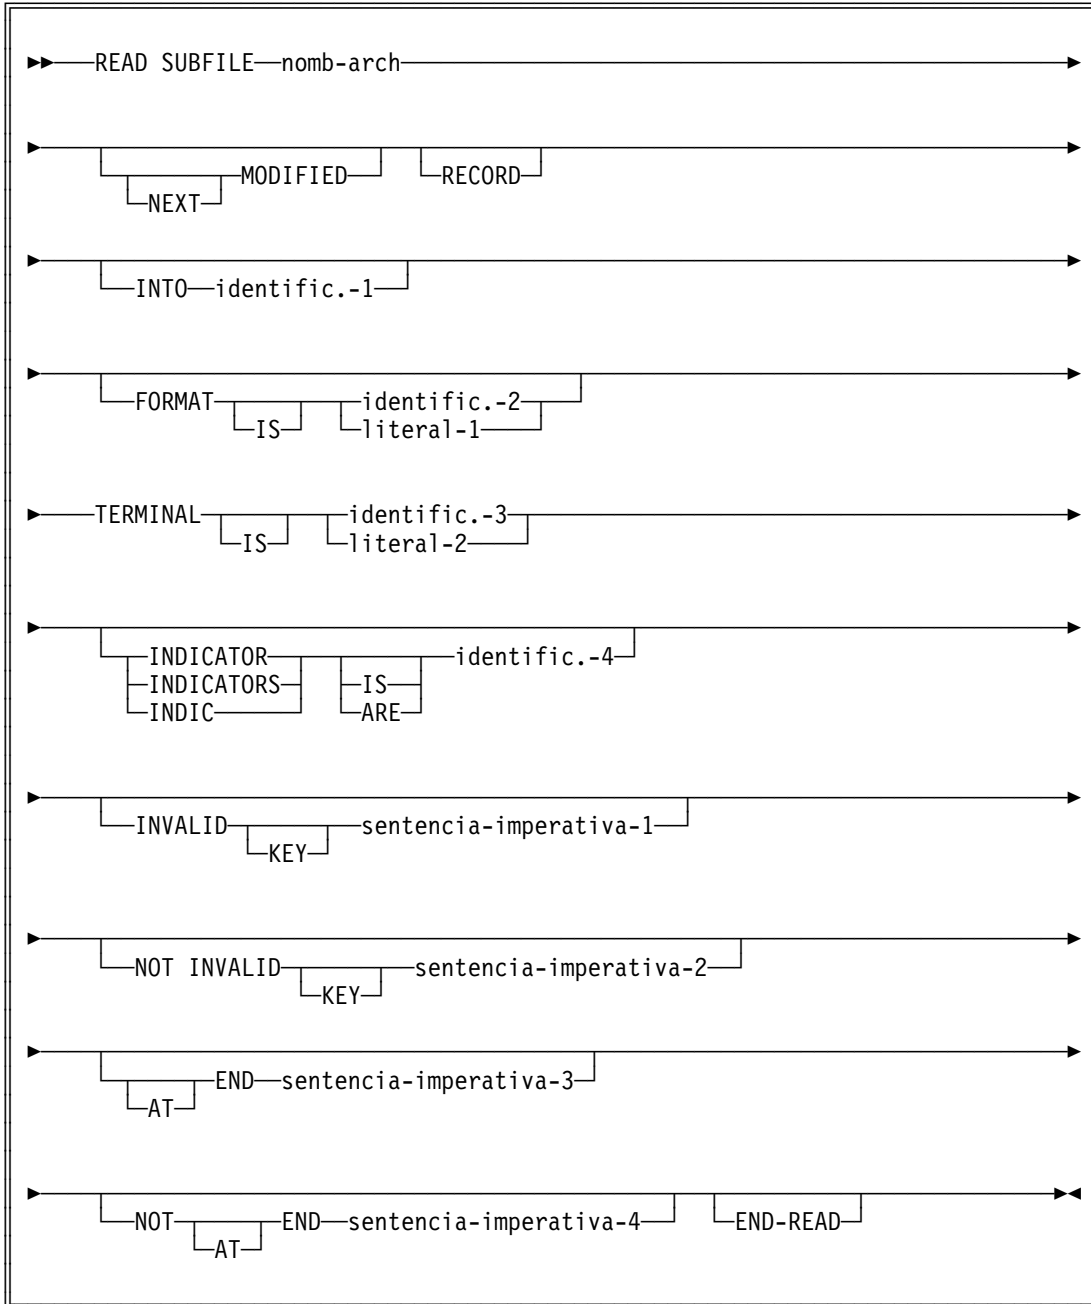 READ SUBFILE nomb-arch
MODIFIED RECORD
NEXT
INTO identific.-1
FORMAT identific.-2
IS literal-1
TERMINAL identific.-3
IS literal-2
INDICATOR identific.-4
INDICATORS IS
INDIC ARE
INVALID sentencia-imperativa-1
KEY
NOT INVALID sentencia-imperativa-2
KEY
END sentencia-imperativa-3
AT
NOT END sentencia-imperativa-4 END-READ
AT